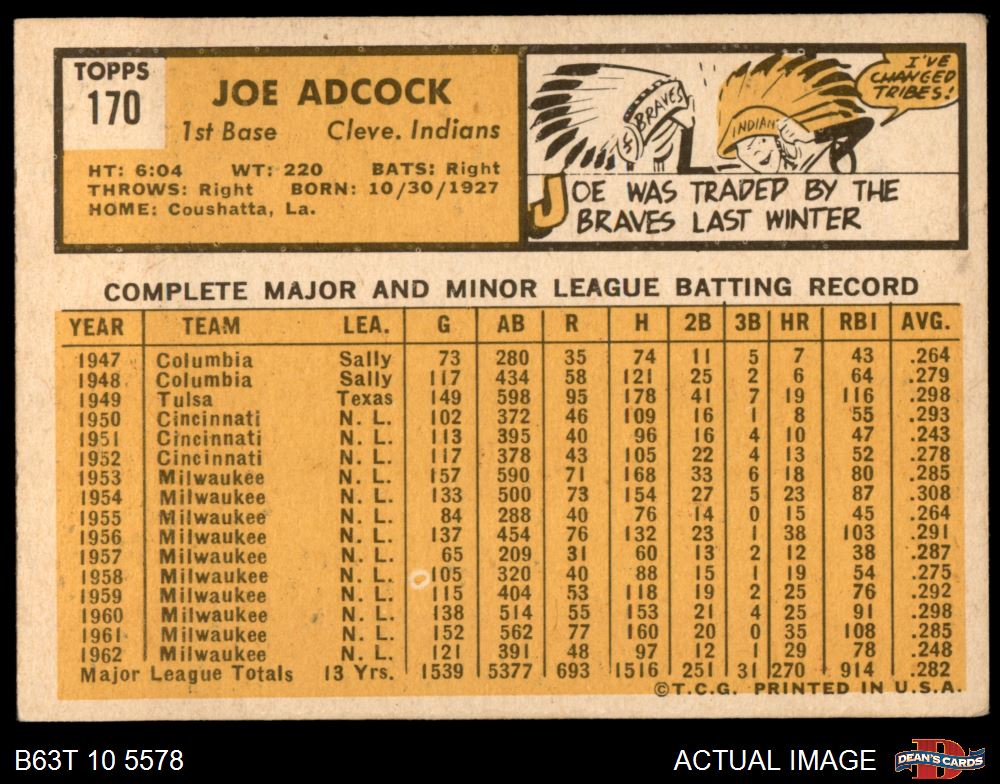 TOPPS
170
JOE ADCOCK
1st Base Cleve. Indians
HT: 6:04 WT: 220 BATS: Right
THROWS: Right BORN: 10/30/1927
HOME: Coushatta, La.
BRAVES
INDIAN
I'VE
CHANGED
TRIBES!
JOE WAS TRADED BY THE
BRAVES LAST WINTER
COMPLETE MAJOR AND MINOR LEAGUE BATTING RECORD
YEAR TEAM LEA. G AB R H 2B 3B HR RBI AVG.
1947 Columbia Sally 73 280 35 74 11 5 7 43 .264
1948 Columbia Sally 117 434 58 121 25 2 6 64 .279
1949 Tulsa Texas 149 598 95 178 41 7 19 116 .298
1950 Cincinnati N. L. 102 372 46 109 16 1 8 55 .293
1951 Cincinnati N. L. 113 395 40 96 16 4 10 47 .243
1952 Cincinnati N. L. 117 378 43 105 22 4 13 52 .278
1953 Milwaukee N. L. 157 590 71 168 33 6 18 80 .285
1954 Milwaukee N. L. 133 500 73 154 27 5 23 87 .308
1955 Milwaukee N. L. 84 288 40 76 14 0 15 45 .264
1956 Milwaukee N. L. 137 454 76 132 23 1 38 103 .291
1957 Milwaukee N. L. 65 209 31 60 13 2 12 38 .287
1958 Milwaukee N. L. 105 320 40 88 15 1 19 54 .275
1959 Milwaukee N. L. 115 404 53 118 19 2 25 76 .292
1960 Milwaukee N. L. 138 514 55 153 21 4 25 91 .298
1961 Milwaukee N. L. 152 562 77 160 20 0 35 108 .285
1962 Milwaukee N. L. 121 391 48 97 12 1 29 78 .248
Major League Totals 13 Yrs. 1539 5377 693 1516 251 31 270 914 .282
©T.C.G. PRINTED IN U.S.A.
B63T 10 5578 ACTUAL IMAGE
D
DEAN'S CARDS